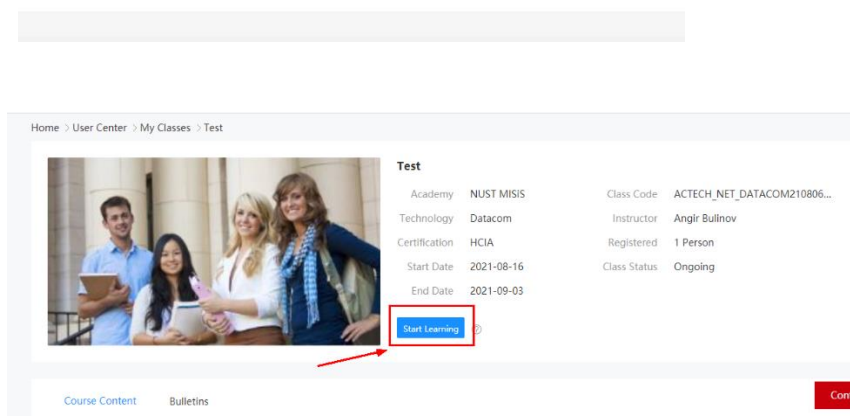 Home > User Center > My Classes > Test
Test
Academy NUST MISIS Class Code ACTECH_NET_DATACOM210806...
Technology Datacom Instructor Angir Bulinov
Certification HCIA Registered 1 Person
Start Date 2021-08-16 Class Status Ongoing
End Date 2021-09-03
Start Learning
Course Content Bulletins